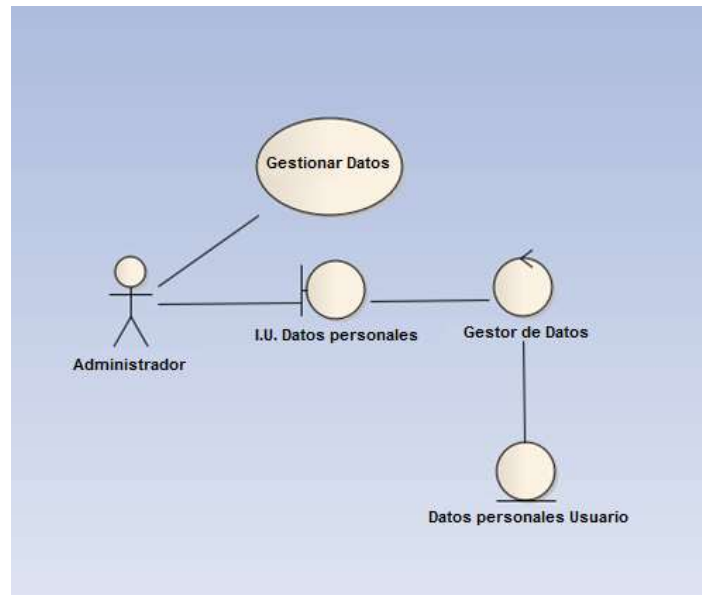 Gestionar Datos
I.U. Datos personales
Gestor de Datos
Administrador
Datos personales Usuario